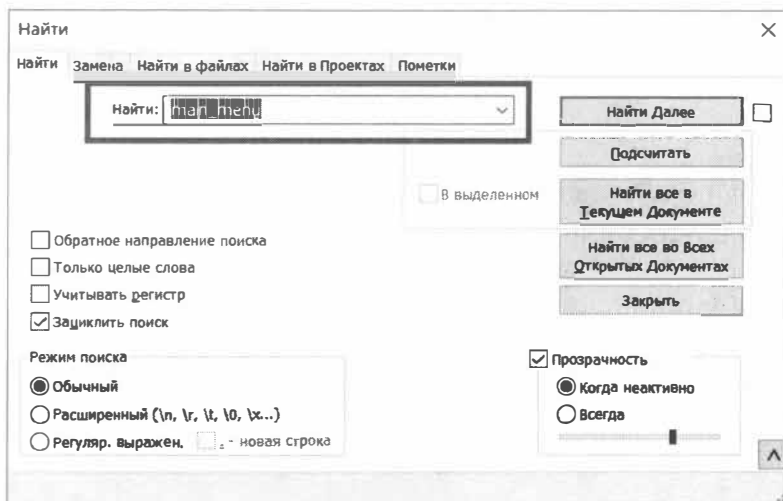 Найти
Найти Замена Найти в файлах Найти в Проектах Пометки
Найти: main_menu
Найти Далее
Подсчитать
В выделенном
Найти все в
Текущем Документе
Обратное направление поиска
Найти все во Всех
Открытых Документах
Только целые слова
Учитывать регистр
Закрыть
Зациклить поиск
Режим поиска
Прозрачность
Обычный
Когда неактивно
Расширенный (\n, \r, \t, \0, \x...)
Всегда
Регуляр. выражен. . - новая строка